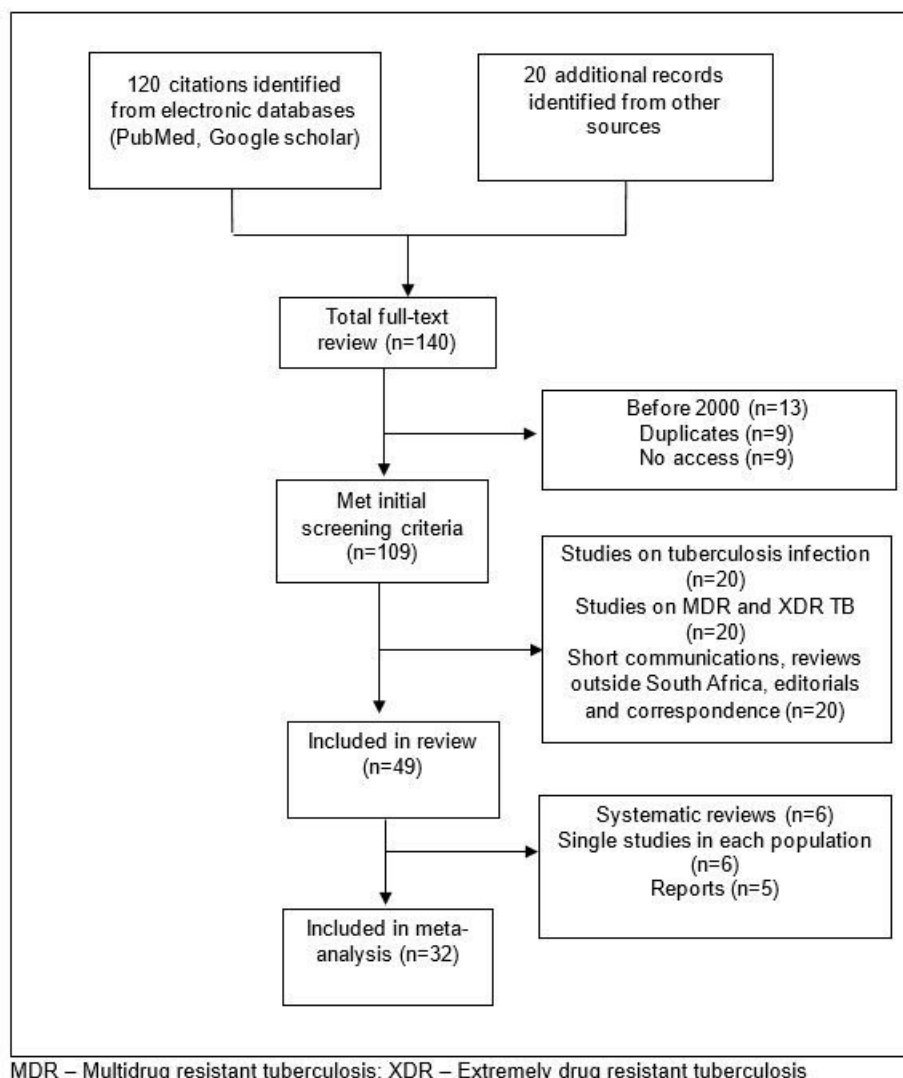 120 citations identified
from electronic databases
(PubMed, Google scholar)
20 additional records
identified from other
sources
Total full-text
review (n=140)
Before 2000 (n=13)
Duplicates (n=9)
No access (n=9)
Met initial
screening criteria
(n=109)
Studies on tuberculosis infection
(n=20)
Studies on MDR and XDR TB
(n=20)
Short communications, reviews
outside South Africa, editorials
and correspondence (n=20)
Included in review
(n=49)
Systematic reviews (n=6)
Single studies in each population
(n=6)
Reports (n=5)
Included in meta-
analysis (n=32)
MDR – Multidrug resistant tuberculosis; XDR – Extremely drug resistant tuberculosis